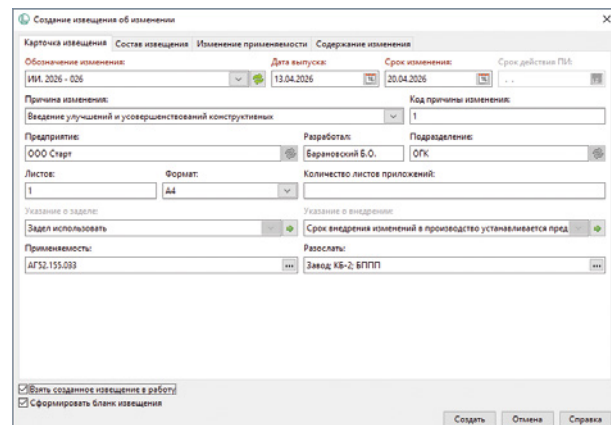 Создание извещения об изменении
Карточка извещения Состав извещения Изменение применяемости Содержание изменения
Обозначение изменения: Дата выпуска: Срок изменения: Срок действия ПИ:
ИИ. 2026 - 026 13.04.2026 20.04.2026 . .
Причина изменения: Код причины изменения:
Введение улучшений и усовершенствований конструктивных 1
Предприятие: Разработал: Подразделение:
ООО Старт Барановский Б.О. ОГК
Листов: Формат: Количество листов приложений:
1 А4
Указание о заделе: Указание о внедрении:
Задел использовать Срок внедрения изменений в производство устанавливается пред
Применяемость: Разослать:
АГ52.155.033 ... Завод; КБ-2; БППП ...
Взять созданное извещение в работу
Сформировать бланк извещения
Создать Отмена Справка